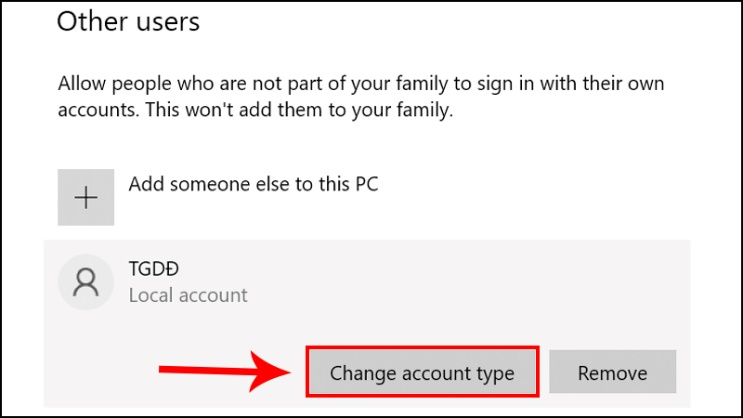 Other users
Allow people who are not part of your family to sign in with their own
accounts. This won't add them to your family.
Add someone else to this PC
TGDĐ
Local account
Change account type
Remove